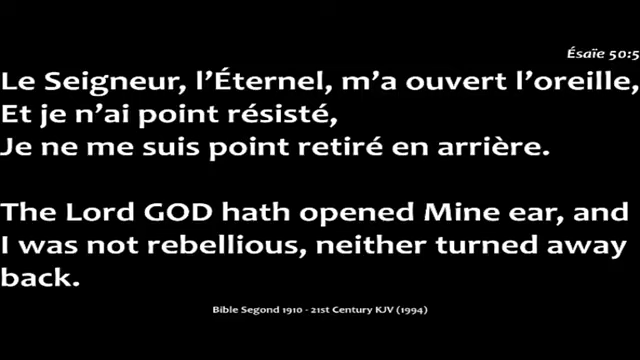 Ésaïe 50:5
Le Seigneur, l’Éternel, m’a ouvert l’oreille,
Et je n’ai point résisté,
Je ne me suis point retiré en arrière.
The Lord GOD hath opened Mine ear, and
I was not rebellious, neither turned away
back.
Bible Segond 1910 - 21st Century KJV (1994)